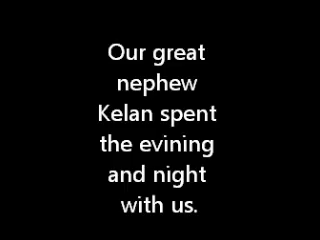 Our great
nephew
Kelan spent
the evining
and night
with us.